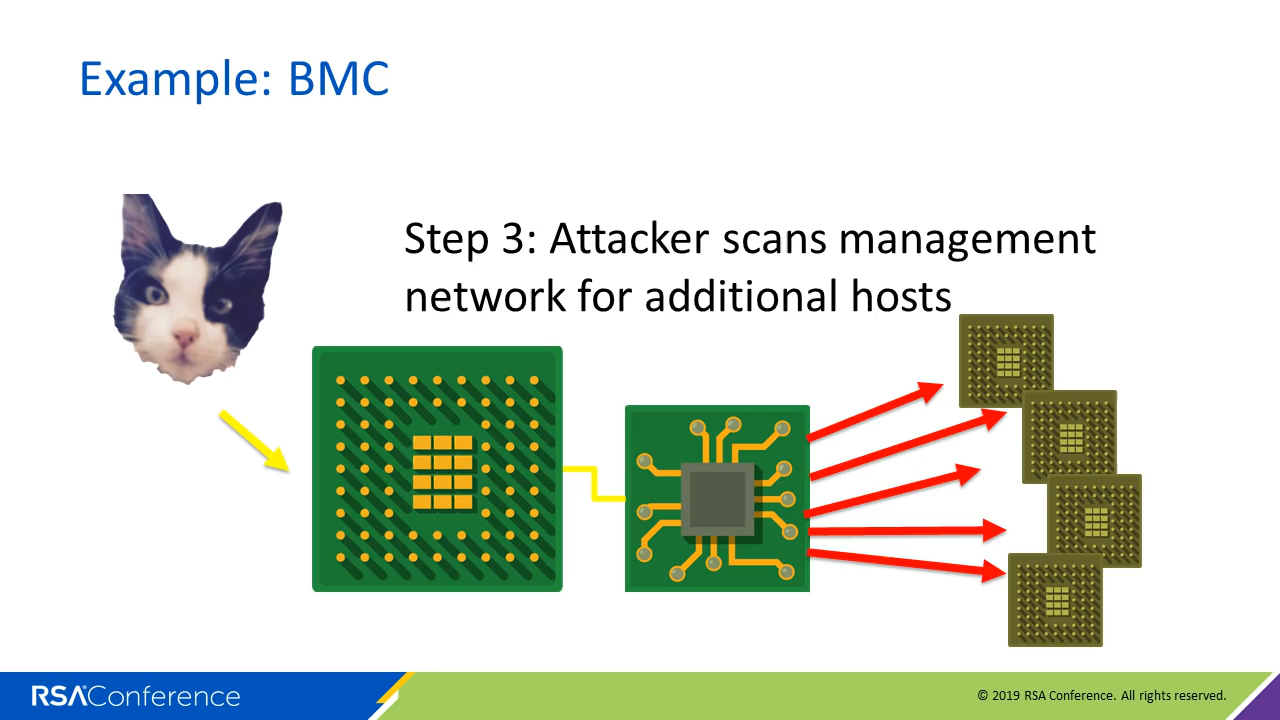 Example: BMC
Step 3: Attacker scans management
network for additional hosts
RSAConference
© 2019 RSA Conference. All rights reserved.